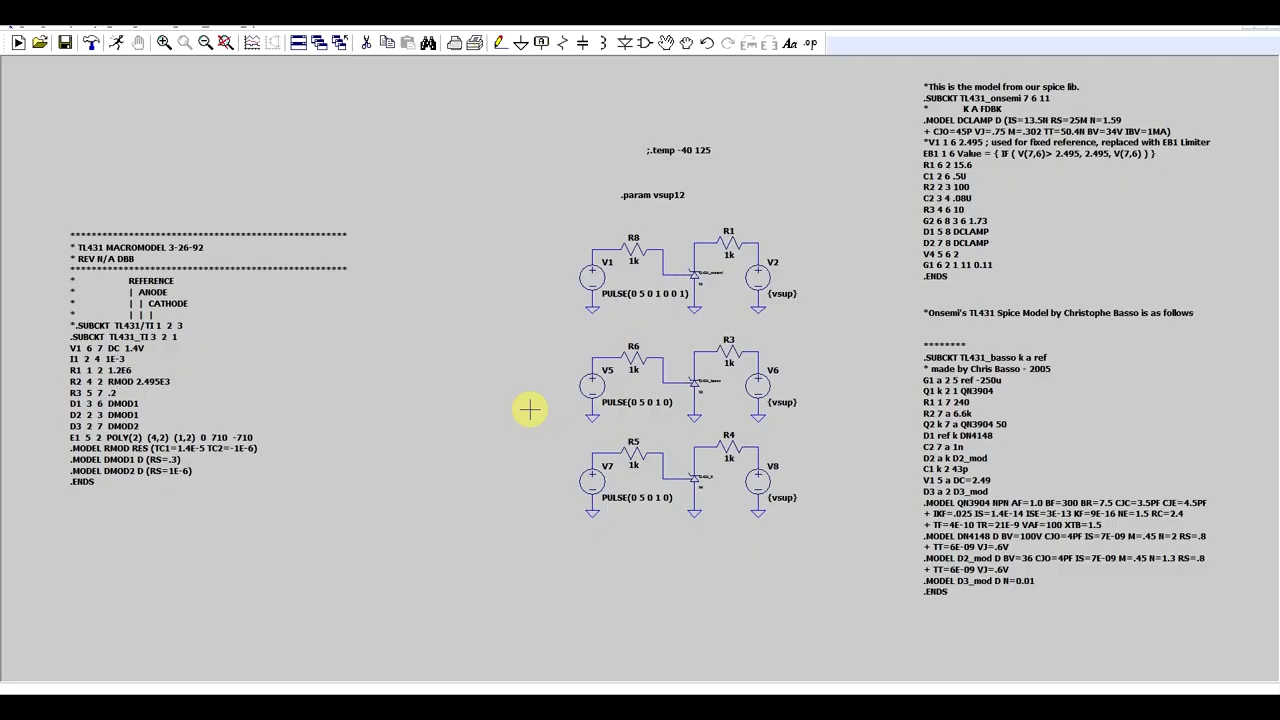 Aa .op
;.temp -40 125
.param vsup12
***************************************************
* TL431 MACROMODEL 3-26-92
* REV N/A DBB
***************************************************
* REFERENCE
* | ANODE
* | | CATHODE
* | | |
*.SUBCKT TL431/TI 1 2 3
.SUBCKT TL431_TI 3 2 1
V1 6 7 DC 1.4V
I1 2 4 1E-3
R1 1 2 1.2E6
R2 4 2 RMOD 2.495E3
R3 5 7 .2
D1 3 6 DMOD1
D2 2 3 DMOD1
D3 2 7 DMOD2
E1 5 2 POLY(2) (4,2) (1,2) 0 710 -710
.MODEL RMOD RES (TC1=1.4E-5 TC2=-1E-6)
.MODEL DMOD1 D (RS=.3)
.MODEL DMOD2 D (RS=1E-6)
.ENDS
R8
1k
R1
1k
V1
V2
PULSE(0 5 0 1 0 0 1)
{vsup}
R6
1k
R3
1k
V5
V6
PULSE(0 5 0 1 0)
{vsup}
R5
1k
R4
1k
V7
V8
PULSE(0 5 0 1 0)
{vsup}
*This is the model from our spice lib.
.SUBCKT TL431_onsemi 7 6 11
* K A FDBK
.MODEL DCLAMP D (IS=13.5N RS=25M N=1.59
+ CJO=45P VJ=.75 M=.302 TT=50.4N BV=34V IBV=1MA)
*V1 1 6 2.495 ; used for fixed reference, replaced with EB1 Limiter
EB1 1 6 Value = { IF ( V(7,6)> 2.495, 2.495, V(7,6) ) }
R1 6 2 15.6
C1 2 6 .5U
R2 2 3 100
C2 3 4 .08U
R3 4 6 10
G2 6 8 3 6 1.73
D1 5 8 DCLAMP
D2 7 8 DCLAMP
V4 5 6 2
G1 6 2 1 11 0.11
.ENDS
*Onsemi's TL431 Spice Model by Christophe Basso is as follows
********
.SUBCKT TL431_basso k a ref
* made by Chris Basso - 2005
G1 a 2 5 ref -250u
Q1 k 2 1 QN3904
R1 1 7 240
R2 7 a 6.6k
Q2 k 7 a QN3904 50
D1 ref k DN4148
C2 7 a 1n
D2 a k D2_mod
C1 k 2 43p
V1 5 a DC=2.49
D3 a 2 D3_mod
.MODEL QN3904 NPN AF=1.0 BF=300 BR=7.5 CJC=3.5PF CJE=4.5PF
+ IKF=.025 IS=1.4E-14 ISE=3E-13 KF=9E-16 NE=1.5 RC=2.4
+ TF=4E-10 TR=21E-9 VAF=100 XTB=1.5
.MODEL DN4148 D BV=100V CJO=4PF IS=7E-09 M=.45 N=2 RS=.8
+ TT=6E-09 VJ=.6V
.MODEL D2_mod D BV=36 CJO=4PF IS=7E-09 M=.45 N=1.3 RS=.8
+ TT=6E-09 VJ=.6V
.MODEL D3_mod D N=0.01
.ENDS